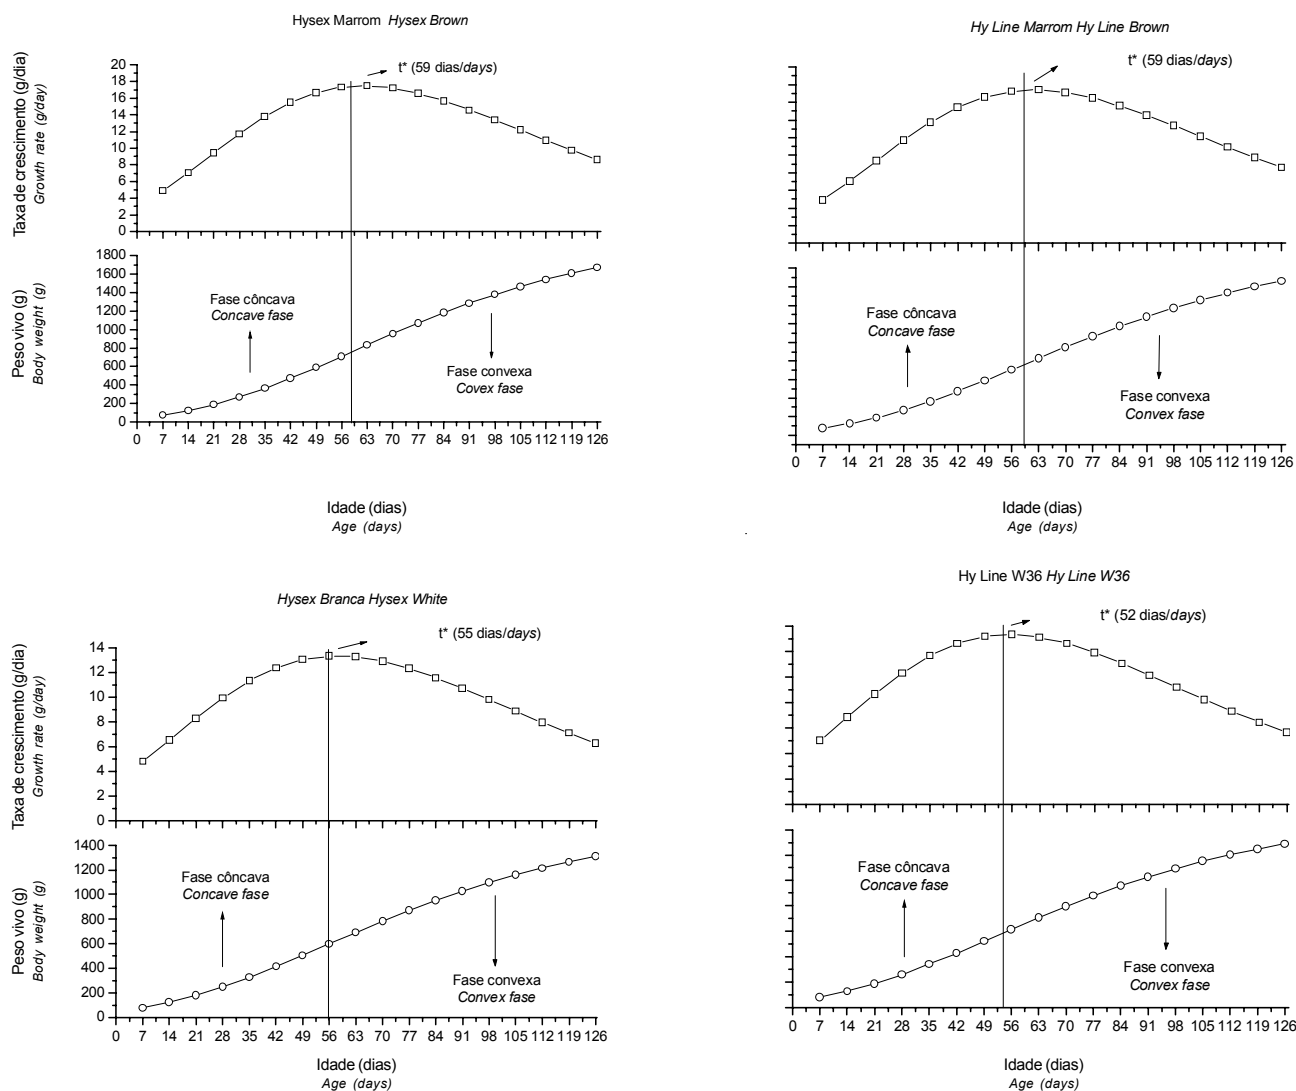 Hysex Marrom Hysex Brown
t* (59 dias/days)
Taxa de crescimento (g/dia)
Growth rate (g/day)
20
18
16
14
12
10
8
6
4
2
0
Peso vivo (g)
Body weight (g)
1800
1600
1400
1200
1000
800
600
400
200
0
Fase côncava
Concave fase
Fase convexa
Covex fase
0 7 14 21 28 35 42 49 56 63 70 77 84 91 98 105 112 119 126
Idade (dias)
Age (days)
Hy Line Marrom Hy Line Brown
t* (59 dias/days)
Fase côncava
Concave fase
Fase convexa
Convex fase
0 7 14 21 28 35 42 49 56 63 70 77 84 91 98 105 112 119 126
Idade (dias)
Age (days)
Hysex Branca Hysex White
t* (55 dias/days)
Taxa de crescimento (g/dia)
Growth rate (g/day)
14
12
10
8
6
4
2
0
Peso vivo (g)
Body weight (g)
1400
1200
1000
800
600
400
200
0
Fase côncava
Concave fase
Fase convexa
Convex fase
0 7 14 21 28 35 42 49 56 63 70 77 84 91 98 105 112 119 126
Idade (dias)
Age (days)
Hy Line W36 Hy Line W36
t* (52 dias/days)
Fase côncava
Concave fase
Fase convexa
Convex fase
0 7 14 21 28 35 42 49 56 63 70 77 84 91 98 105 112 119 126
Idade (dias)
Age (days)